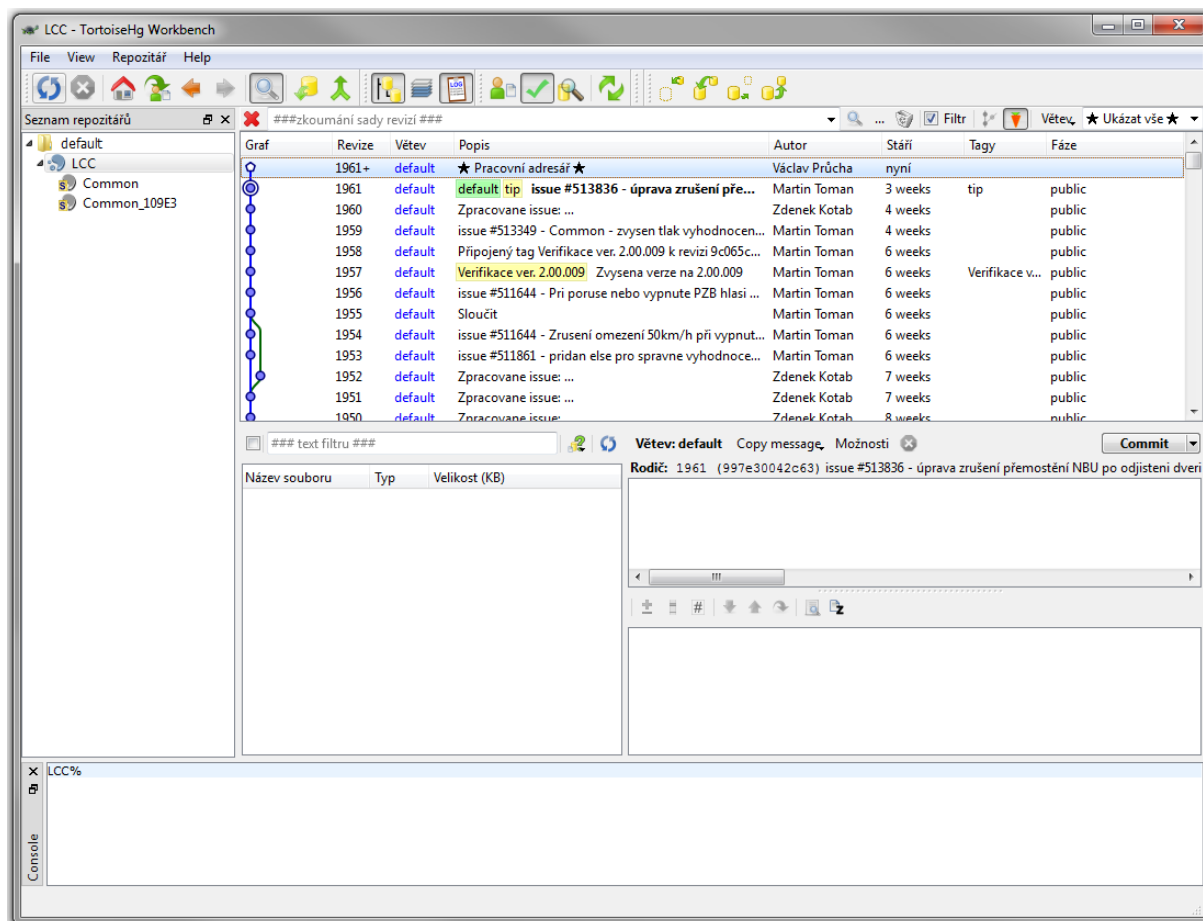 LCC - TortoiseHg Workbench
File View Repozitář Help
LOG
Seznam repozitářů
###zkoumání sady revizí ### ... Filtr Větev ★ Ukázat vše ★
default
LCC
Common
Common_109E3
Graf Revize Větev Popis Autor Stáří Tagy Fáze
1961+ default ★ Pracovní adresář ★ Václav Průcha nyní
1961 default default tip issue #513836 - úprava zrušení pře... Martin Toman 3 weeks tip public
1960 default Zpracovane issue: ... Zdenek Kotab 4 weeks public
1959 default issue #513349 - Common - zvysen tlak vyhodnocen... Martin Toman 4 weeks public
1958 default Připojený tag Verifikace ver. 2.00.009 k revizi 9c065c... Martin Toman 6 weeks public
1957 default Verifikace ver. 2.00.009 Zvysena verze na 2.00.009 Martin Toman 6 weeks Verifikace v... public
1956 default issue #511644 - Pri poruse nebo vypnute PZB hlasi ... Martin Toman 6 weeks public
1955 default Sloučit Martin Toman 6 weeks public
1954 default issue #511644 - Zrusení omezení 50km/h při vypnut... Martin Toman 6 weeks public
1953 default issue #511861 - pridan else pro spravne vyhodnoce... Martin Toman 6 weeks public
1952 default Zpracovane issue: ... Zdenek Kotab 7 weeks public
1951 default Zpracovane issue: ... Zdenek Kotab 7 weeks public
1950 default Zpracovane issue: Zdenek Kotab 8 weeks public
### text filtru ###
Větev: default Copy message Možnosti Commit
Název souboru Typ Velikost (KB)
Rodič: 1961 (997e30042c63) issue #513836 - úprava zrušení přemostění NBU po odjisteni dveri
#
LCC%
Console